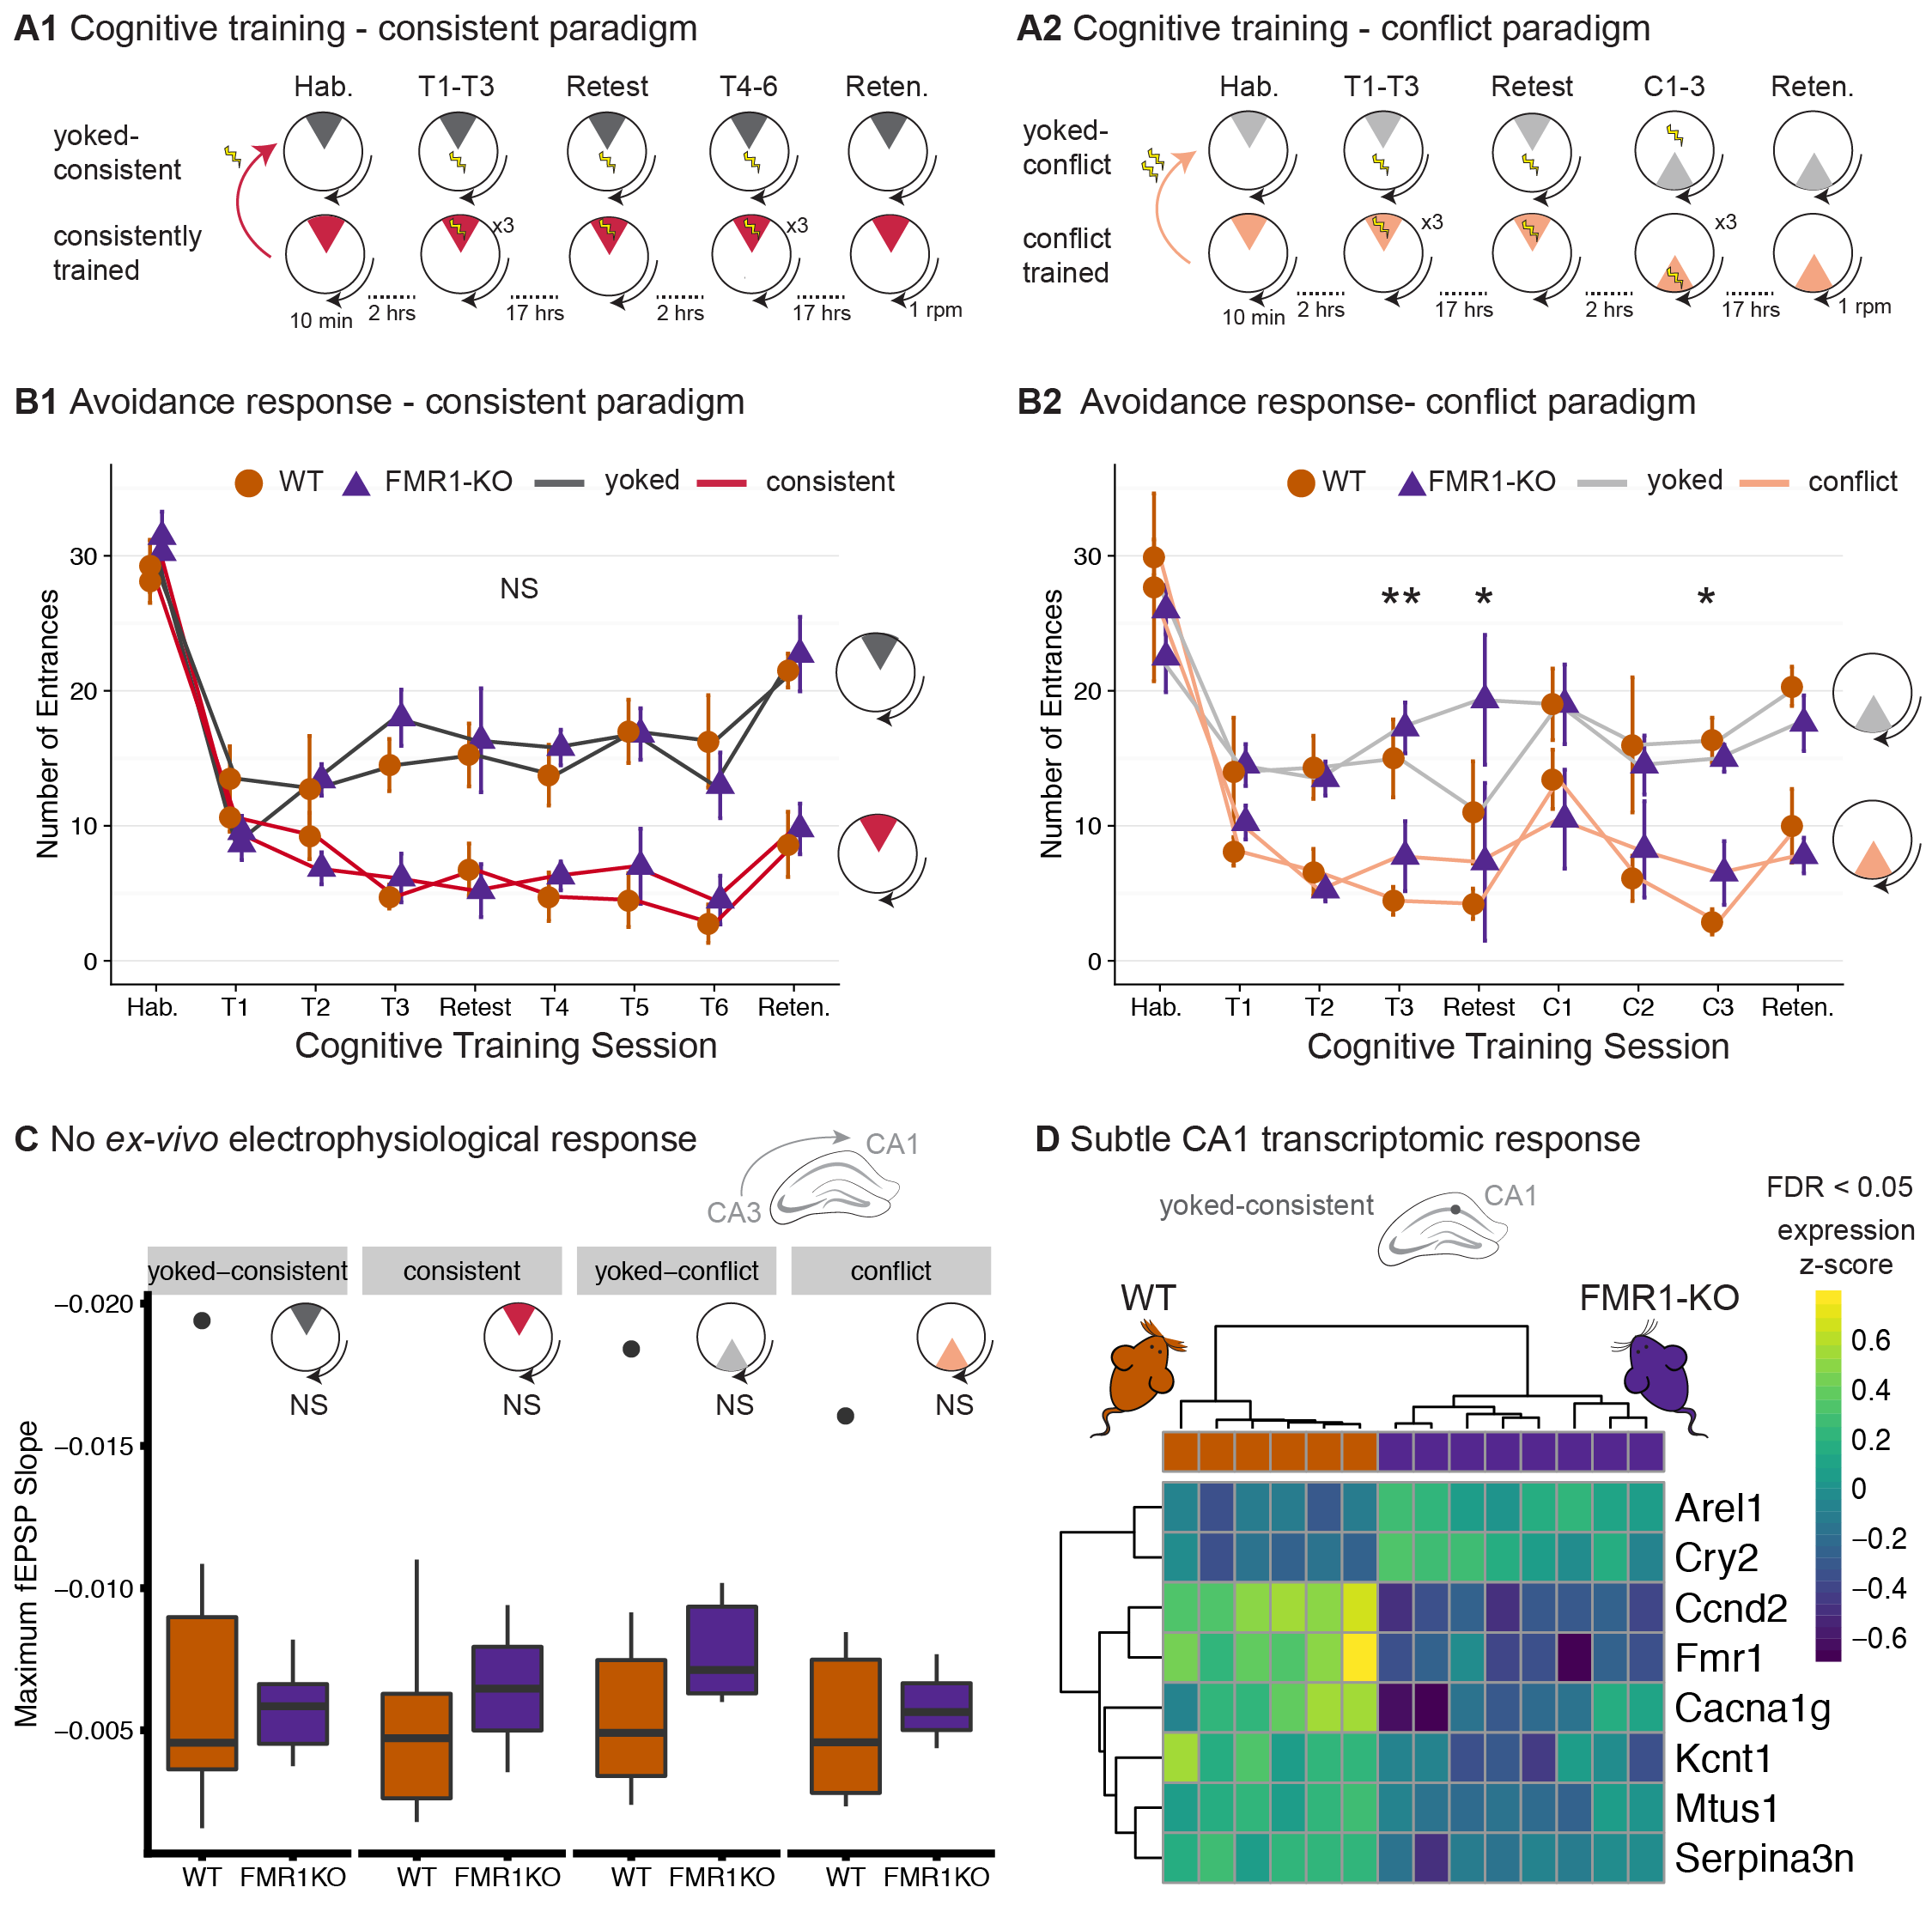 A1 Cognitive training - consistent paradigm
Hab. T1-T3 Retest T4-6 Reten.
yoked-
consistent
consistently
trained
x3 x3
10 min 2 hrs 17 hrs 2 hrs 17 hrs 1 rpm
A2 Cognitive training - conflict paradigm
Hab. T1-T3 Retest C1-3 Reten.
yoked-
conflict
conflict
trained
x3 x3
10 min 2 hrs 17 hrs 2 hrs 17 hrs 1 rpm
B1 Avoidance response - consistent paradigm
WT FMR1-KO yoked consistent
NS
Number of Entrances
30
20
10
0
Hab. T1 T2 T3 Retest T4 T5 T6 Reten.
Cognitive Training Session
B2 Avoidance response- conflict paradigm
WT FMR1-KO yoked conflict
** * *
Number of Entrances
30
20
10
0
Hab. T1 T2 T3 Retest C1 C2 C3 Reten.
Cognitive Training Session
C No ex-vivo electrophysiological response
CA1
CA3
yoked–consistent consistent yoked–conflict conflict
NS NS NS NS
Maximum fEPSP Slope
−0.020
−0.015
−0.010
−0.005
WT FMR1KO WT FMR1KO WT FMR1KO WT FMR1KO
D Subtle CA1 transcriptomic response
yoked-consistent
CA1
FDR < 0.05
expression
z-score
WT FMR1-KO
0.6
0.4
0.2
0
−0.2
−0.4
−0.6
Arel1
Cry2
Ccnd2
Fmr1
Cacna1g
Kcnt1
Mtus1
Serpina3n